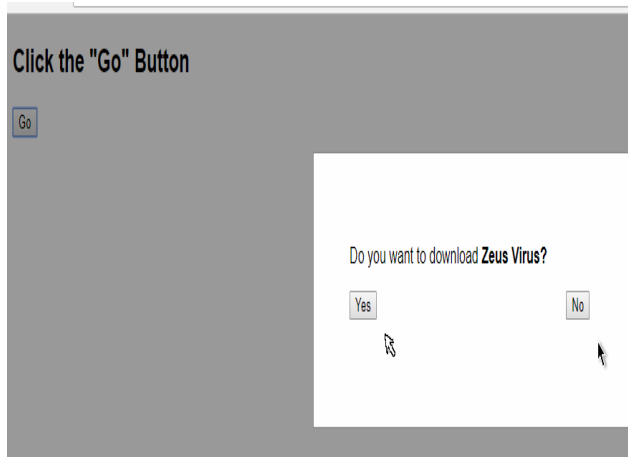 Click the "Go" Button
Go
Do you want to download Zeus Virus?
Yes No